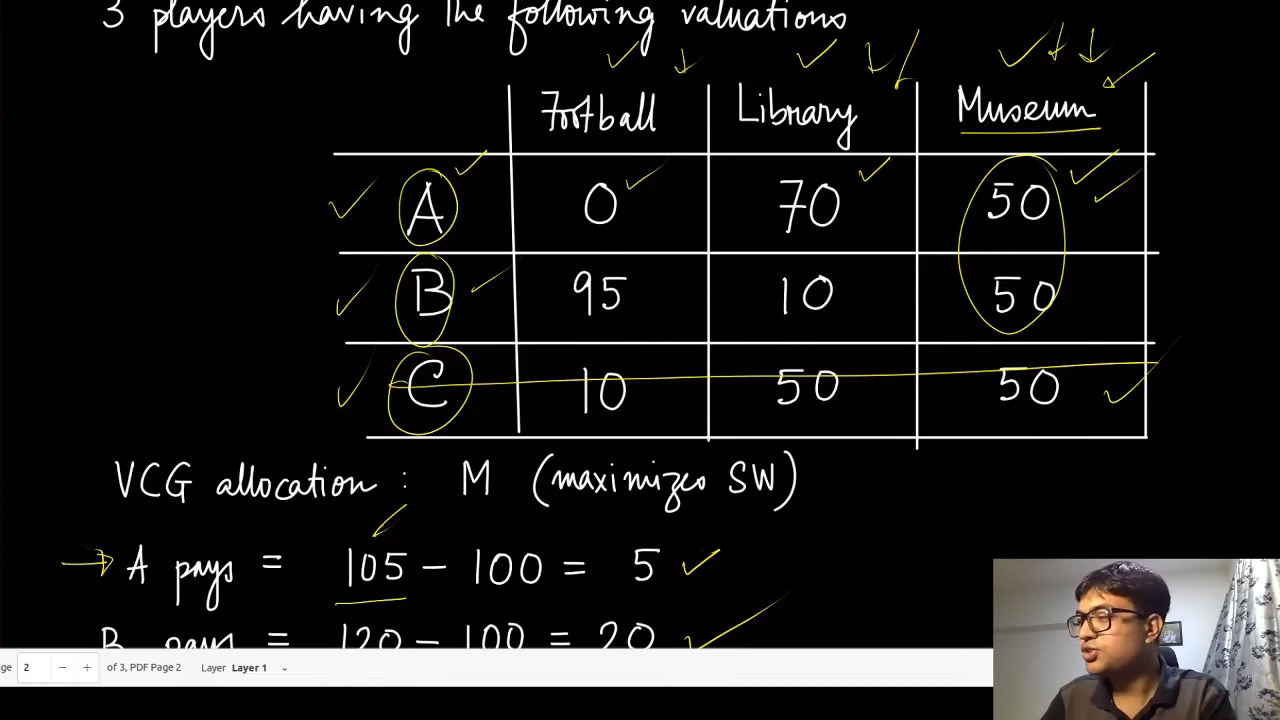 3 players having the following valuations
Football Library Museum
A 0 70 50
B 95 10 50
C 10 50 50
VCG allocation : M (maximizes SW)
→ A pays = 105 - 100 = 5
B pays = 120 - 100 = 20
ge 2 - + of 3, PDF Page 2 Layer Layer 1